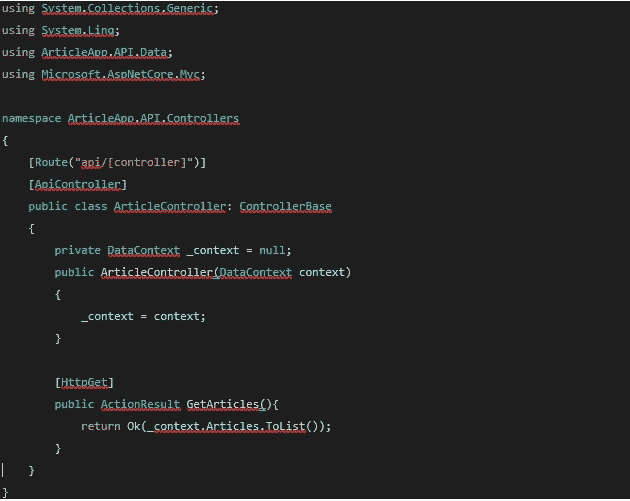 using System.Collections.Generic;
using System.Linq;
using ArticleApp.API.Data;
using Microsoft.AspNetCore.Mvc;

namespace ArticleApp.API.Controllers
{
    [Route("api/[controller]")]
    [ApiController]
    public class ArticleController: ControllerBase
    {
        private DataContext _context = null;
        public ArticleController(DataContext context)
        {
            _context = context;
        }

        [HttpGet]
        public ActionResult GetArticles(){
            return Ok(_context.Articles.ToList());
        }
    }
}